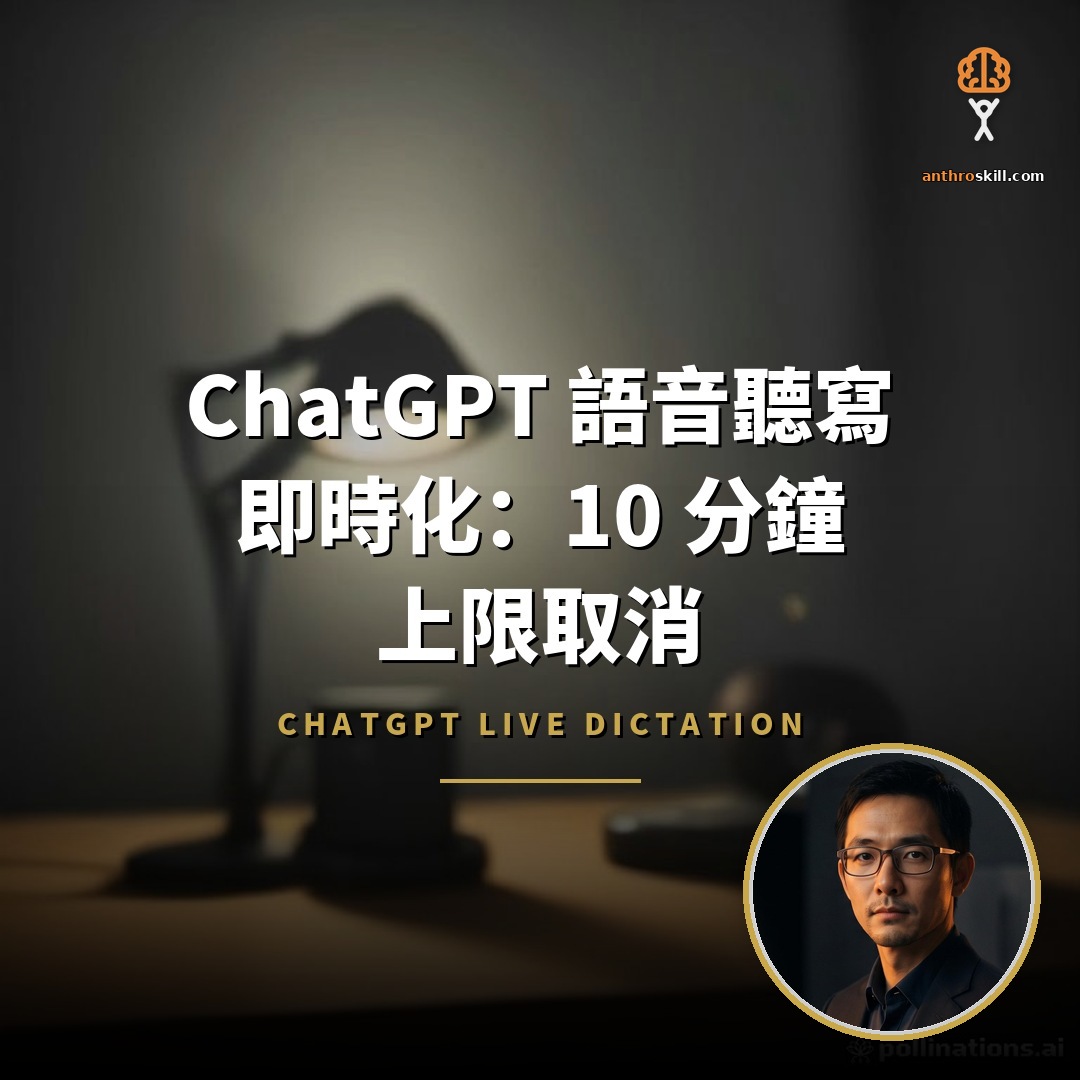 anthroskill.com
ChatGPT 語音聽寫
即時化：10 分鐘
上限取消
CHATGPT LIVE DICTATION
pollinations.ai